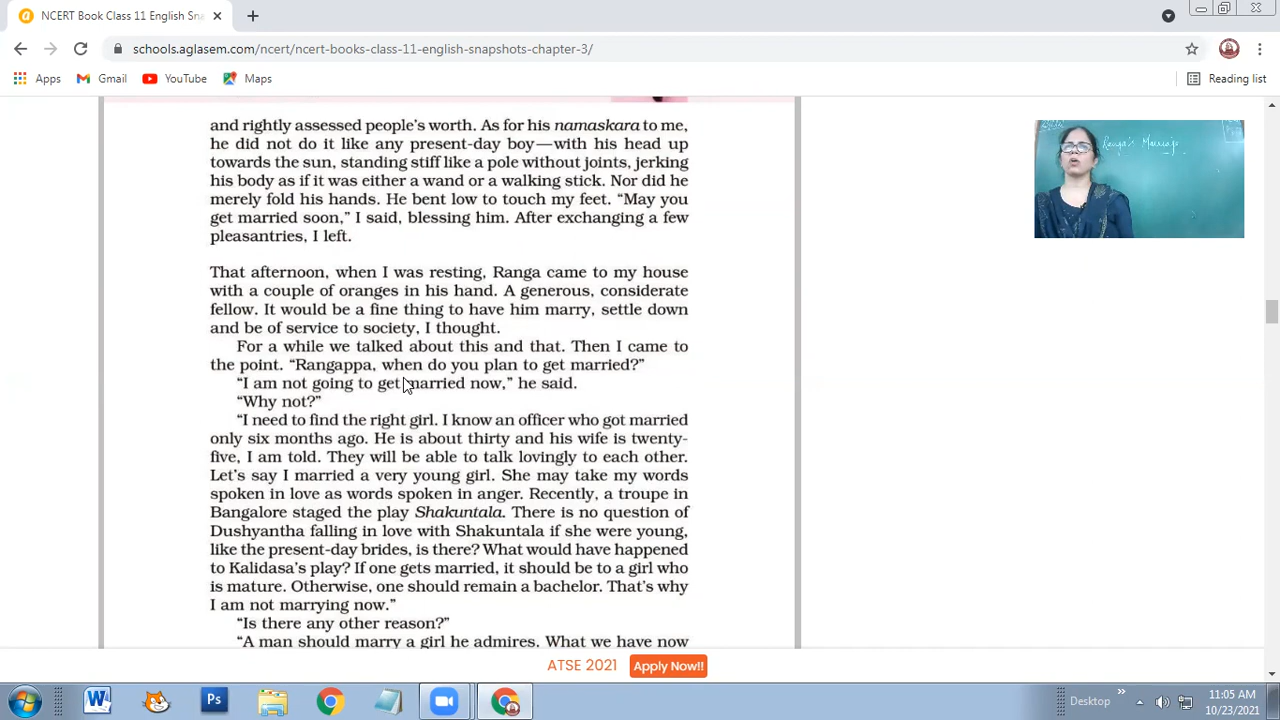 NCERT Book Class 11 English Sna
schools.aglasem.com/ncert/ncert-books-class-11-english-snapshots-chapter-3/
Apps Gmail YouTube Maps Reading list
and rightly assessed people's worth. As for his namaskara to me,
he did not do it like any present-day boy—with his head up
towards the sun, standing stiff like a pole without joints, jerking
his body as if it was either a wand or a walking stick. Nor did he
merely fold his hands. He bent low to touch my feet. “May you
get married soon,” I said, blessing him. After exchanging a few
pleasantries, I left.
That afternoon, when I was resting, Ranga came to my house
with a couple of oranges in his hand. A generous, considerate
fellow. It would be a fine thing to have him marry, settle down
and be of service to society, I thought.
For a while we talked about this and that. Then I came to
the point. “Rangappa, when do you plan to get married?”
“I am not going to get married now,” he said.
“Why not?”
“I need to find the right girl. I know an officer who got married
only six months ago. He is about thirty and his wife is twenty-
five, I am told. They will be able to talk lovingly to each other.
Let's say I married a very young girl. She may take my words
spoken in love as words spoken in anger. Recently, a troupe in
Bangalore staged the play Shakuntala. There is no question of
Dushyantha falling in love with Shakuntala if she were young,
like the present-day brides, is there? What would have happened
to Kalidasa's play? If one gets married, it should be to a girl who
is mature. Otherwise, one should remain a bachelor. That's why
I am not marrying now.”
“Is there any other reason?”
“A man should marry a girl he admires. What we have now
Ranga's Marriage
ATSE 2021 Apply Now!!
Desktop
11:05 AM
10/23/2021